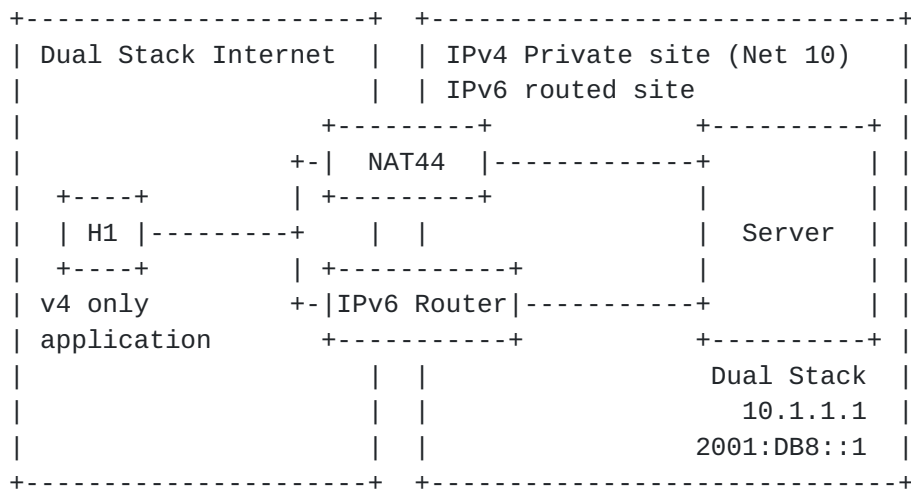 Dual Stack Internet IPv4 Private site (Net 10)
IPv6 routed site
NAT44
H1 Server
v4 only IPv6 Router
application
Dual Stack
10.1.1.1
2001:DB8::1